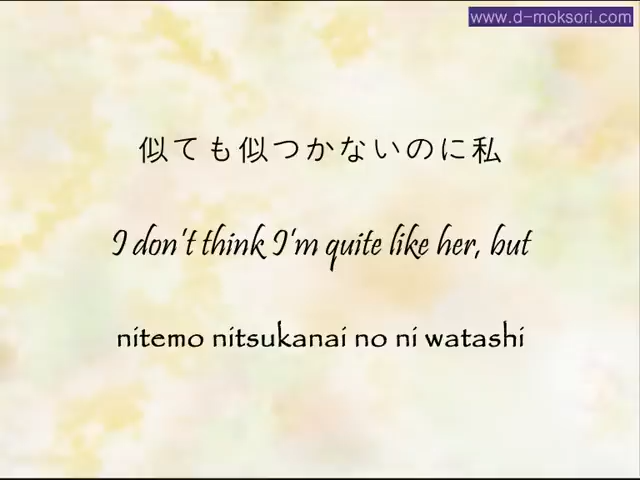 www.d-moksori.com
似ても似つかないのに私
I don't think I'm quite like her, but
nitemo nitsukanai no ni watashi